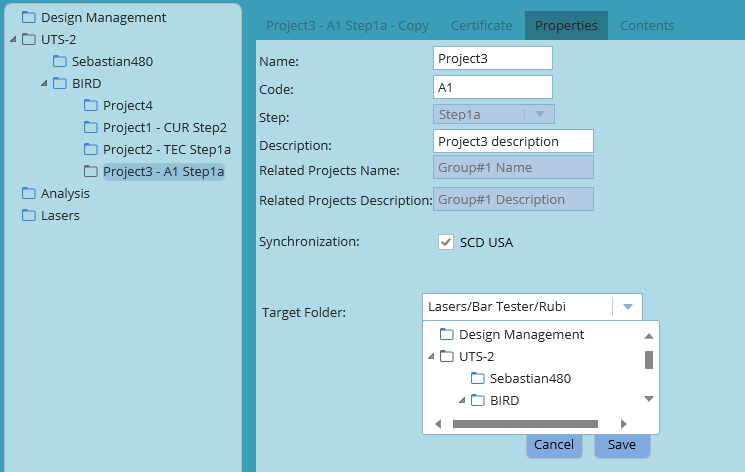 Design Management
UTS-2
Sebastian480
BIRD
Project4
Project1 - CUR Step2
Project2 - TEC Step1a
Project3 - A1 Step1a
Analysis
Lasers
Project3 - A1 Step1a - Copy Certificate Properties Contents
Name: Project3
Code: A1
Step: Step1a
Description: Project3 description
Related Projects Name: Group#1 Name
Related Projects Description: Group#1 Description
Synchronization: SCD USA
Target Folder: Lasers/Bar Tester/Rubi
Design Management
UTS-2
Sebastian480
BIRD
Cancel Save